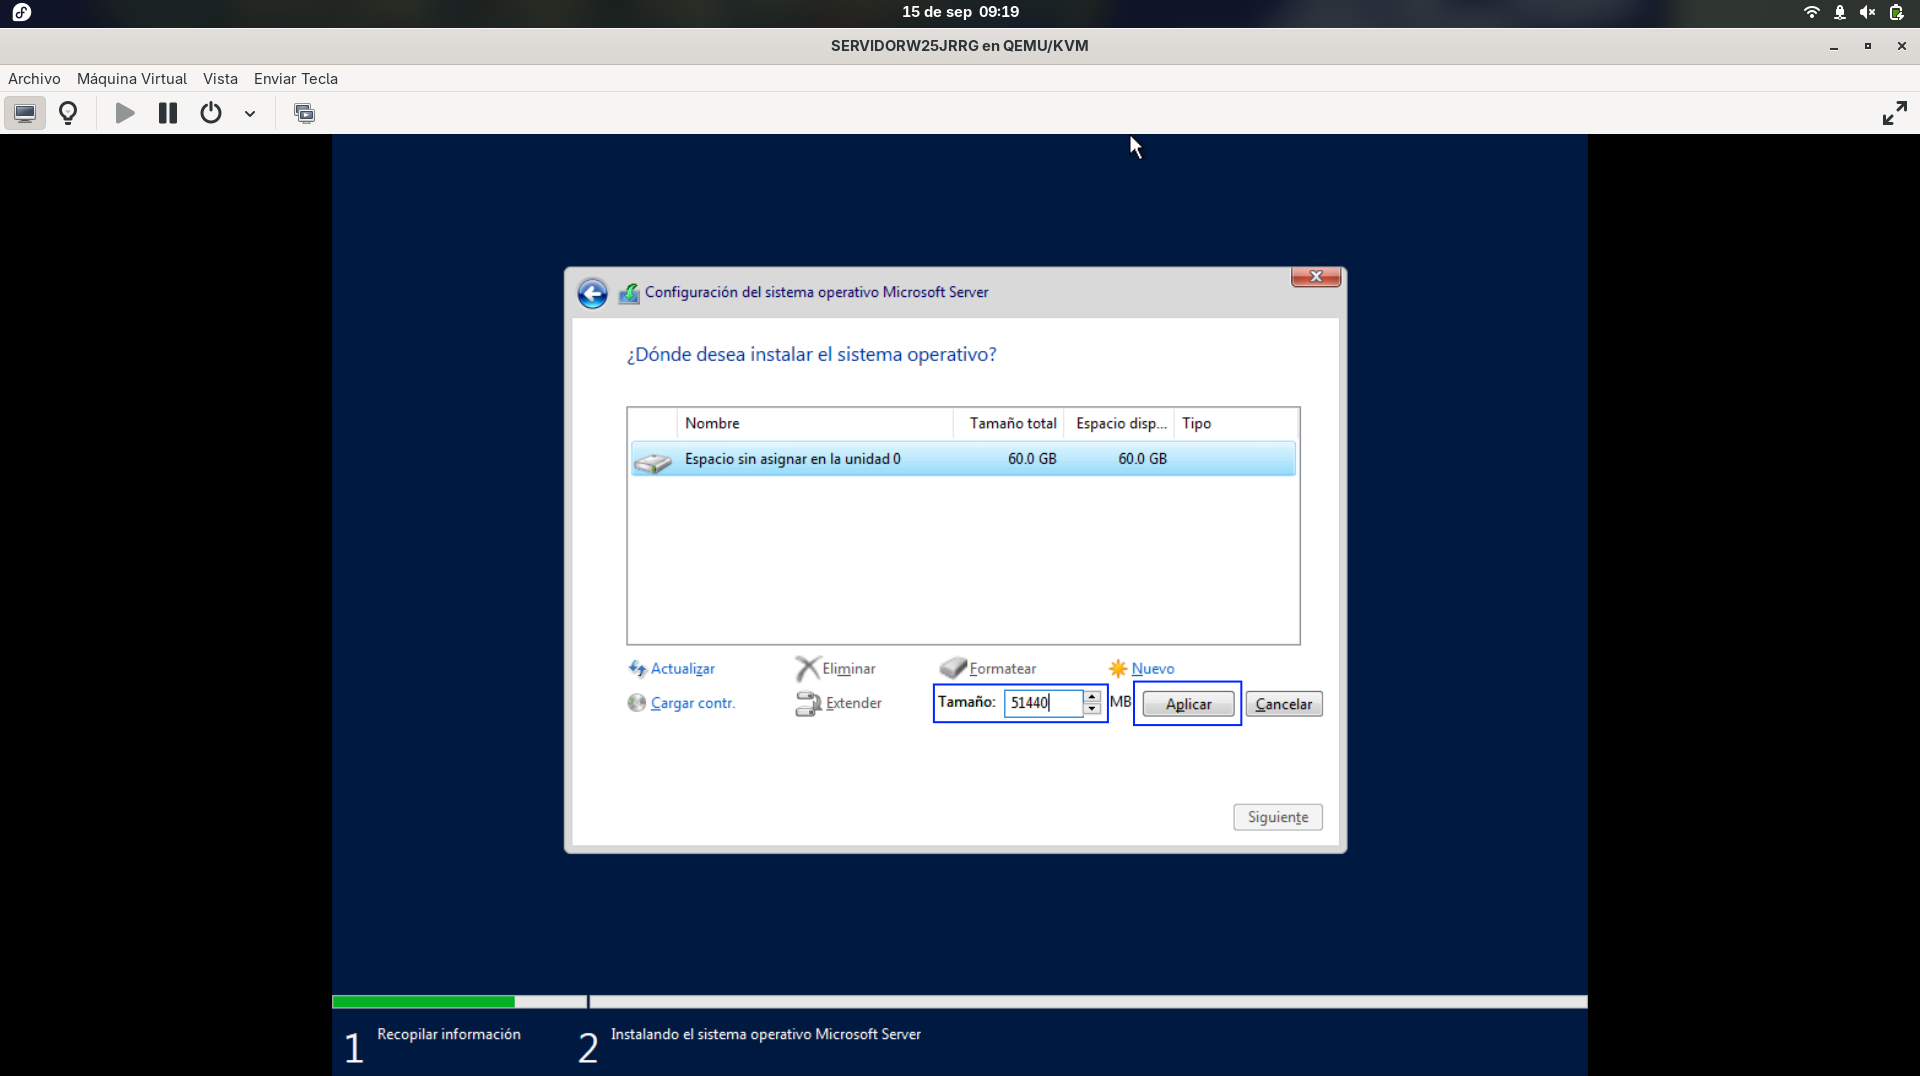 15 de sep 09:19
SERVIDORW25JRRG en QEMU/KVM
Archivo Máquina Virtual Vista Enviar Tecla
Configuración del sistema operativo Microsoft Server
¿Dónde desea instalar el sistema operativo?
Nombre Tamaño total Espacio disp... Tipo
Espacio sin asignar en la unidad 0 60.0 GB 60.0 GB
Actualizar Eliminar Formatear Nuevo
Cargar contr. Extender Tamaño: 51440 MB Aplicar Cancelar
Siguiente
1 Recopilar información 2 Instalando el sistema operativo Microsoft Server